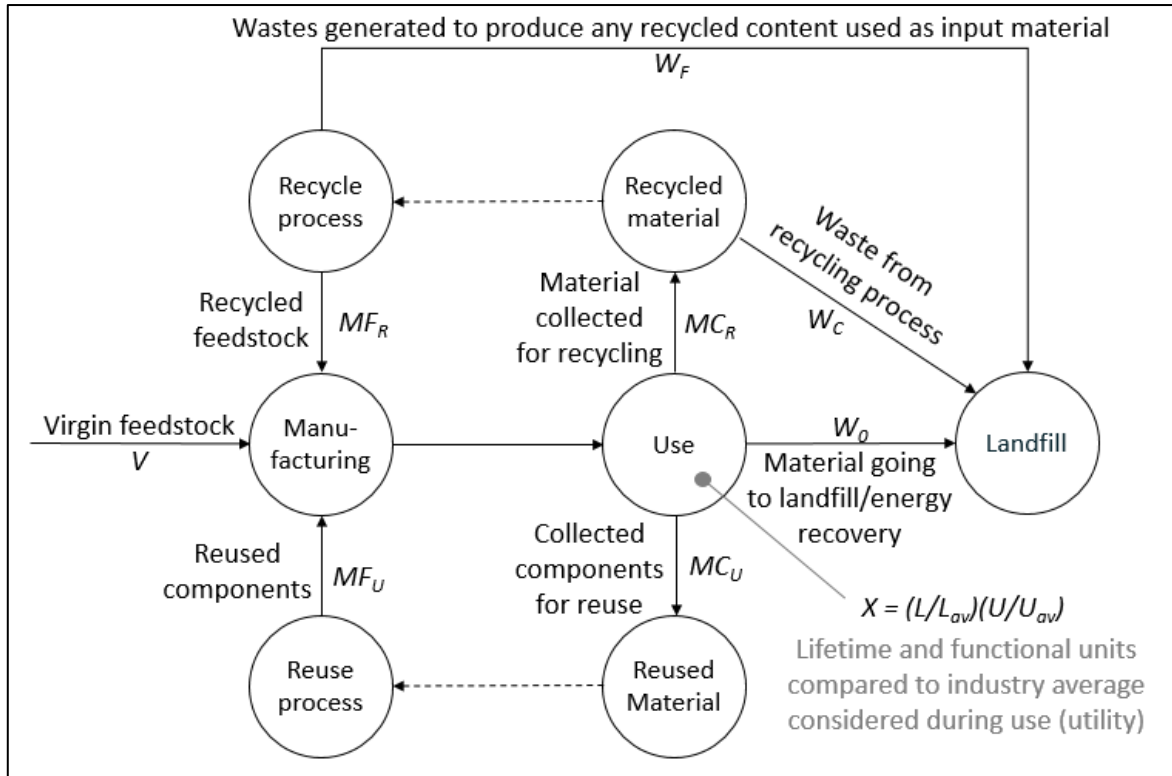 Wastes generated to produce any recycled content used as input material
W_F
Recycle
process
Recycled
material
Waste from
recycling process
W_C
Recycled
feedstock
MF_R
Material
collected
for recycling
MC_R
Virgin feedstock
V
Manu-
facturing
Use
W_0
Material going
to landfill/energy
recovery
Landfill
Reused
components
MF_U
Collected
components
for reuse
MC_U
X = (L/L_av)(U/U_av)
Lifetime and functional units
compared to industry average
considered during use (utility)
Reuse
process
Reused
Material